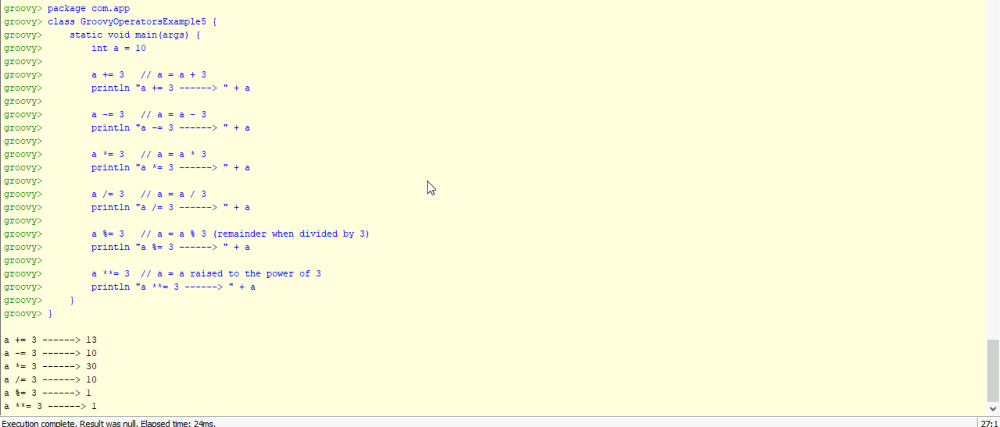 groovy> package com.app
groovy> class GroovyOperatorsExample5 {
groovy>     static void main(args) {
groovy>         int a = 10
groovy>
groovy>         a += 3   // a = a + 3
groovy>         println "a += 3 ------> " + a
groovy>
groovy>         a -= 3   // a = a - 3
groovy>         println "a -= 3 ------> " + a
groovy>
groovy>         a *= 3   // a = a * 3
groovy>         println "a *= 3 ------> " + a
groovy>
groovy>         a /= 3   // a = a / 3
groovy>         println "a /= 3 ------> " + a
groovy>
groovy>         a %= 3   // a = a % 3 (remainder when divided by 3)
groovy>         println "a %= 3 ------> " + a
groovy>
groovy>         a **= 3  // a = a raised to the power of 3
groovy>         println "a **= 3 ------> " + a
groovy>     }
groovy> }
a += 3 ------> 13
a -= 3 ------> 10
a *= 3 ------> 30
a /= 3 ------> 10
a %= 3 ------> 1
a **= 3 ------> 1
Execution complete. Result was null. Elapsed time: 24ms. 27:1